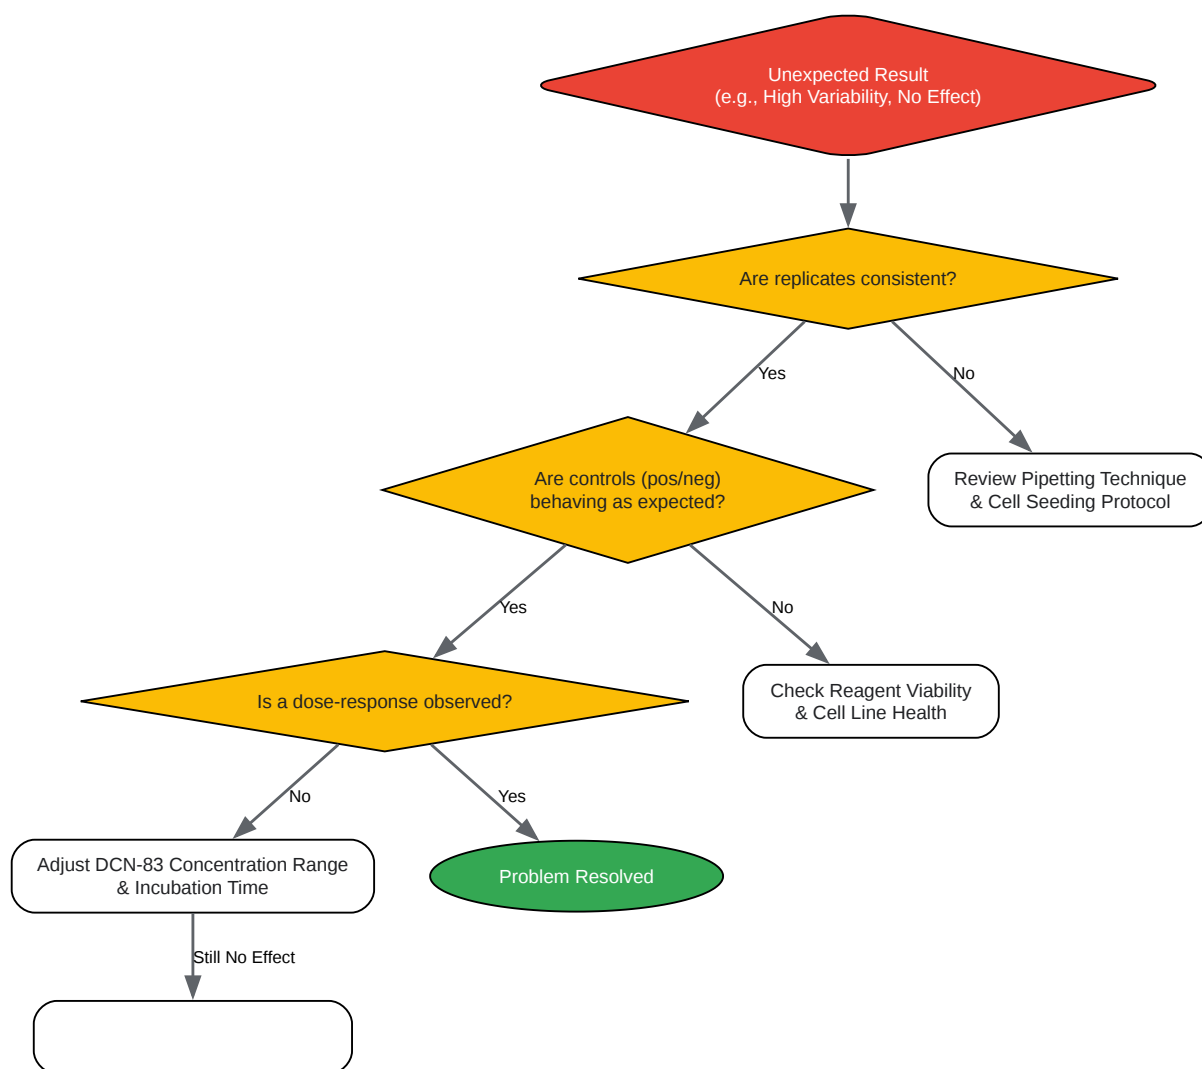 Unexpected Result
(e.g., High Variability, No Effect)
Are replicates consistent?
Yes
No
Are controls (pos/neg)
behaving as expected?
Review Pipetting Technique
& Cell Seeding Protocol
Yes
No
Is a dose-response observed?
Check Reagent Viability
& Cell Line Health
No
Yes
Adjust DCN-83 Concentration Range
& Incubation Time
Problem Resolved
Still No Effect